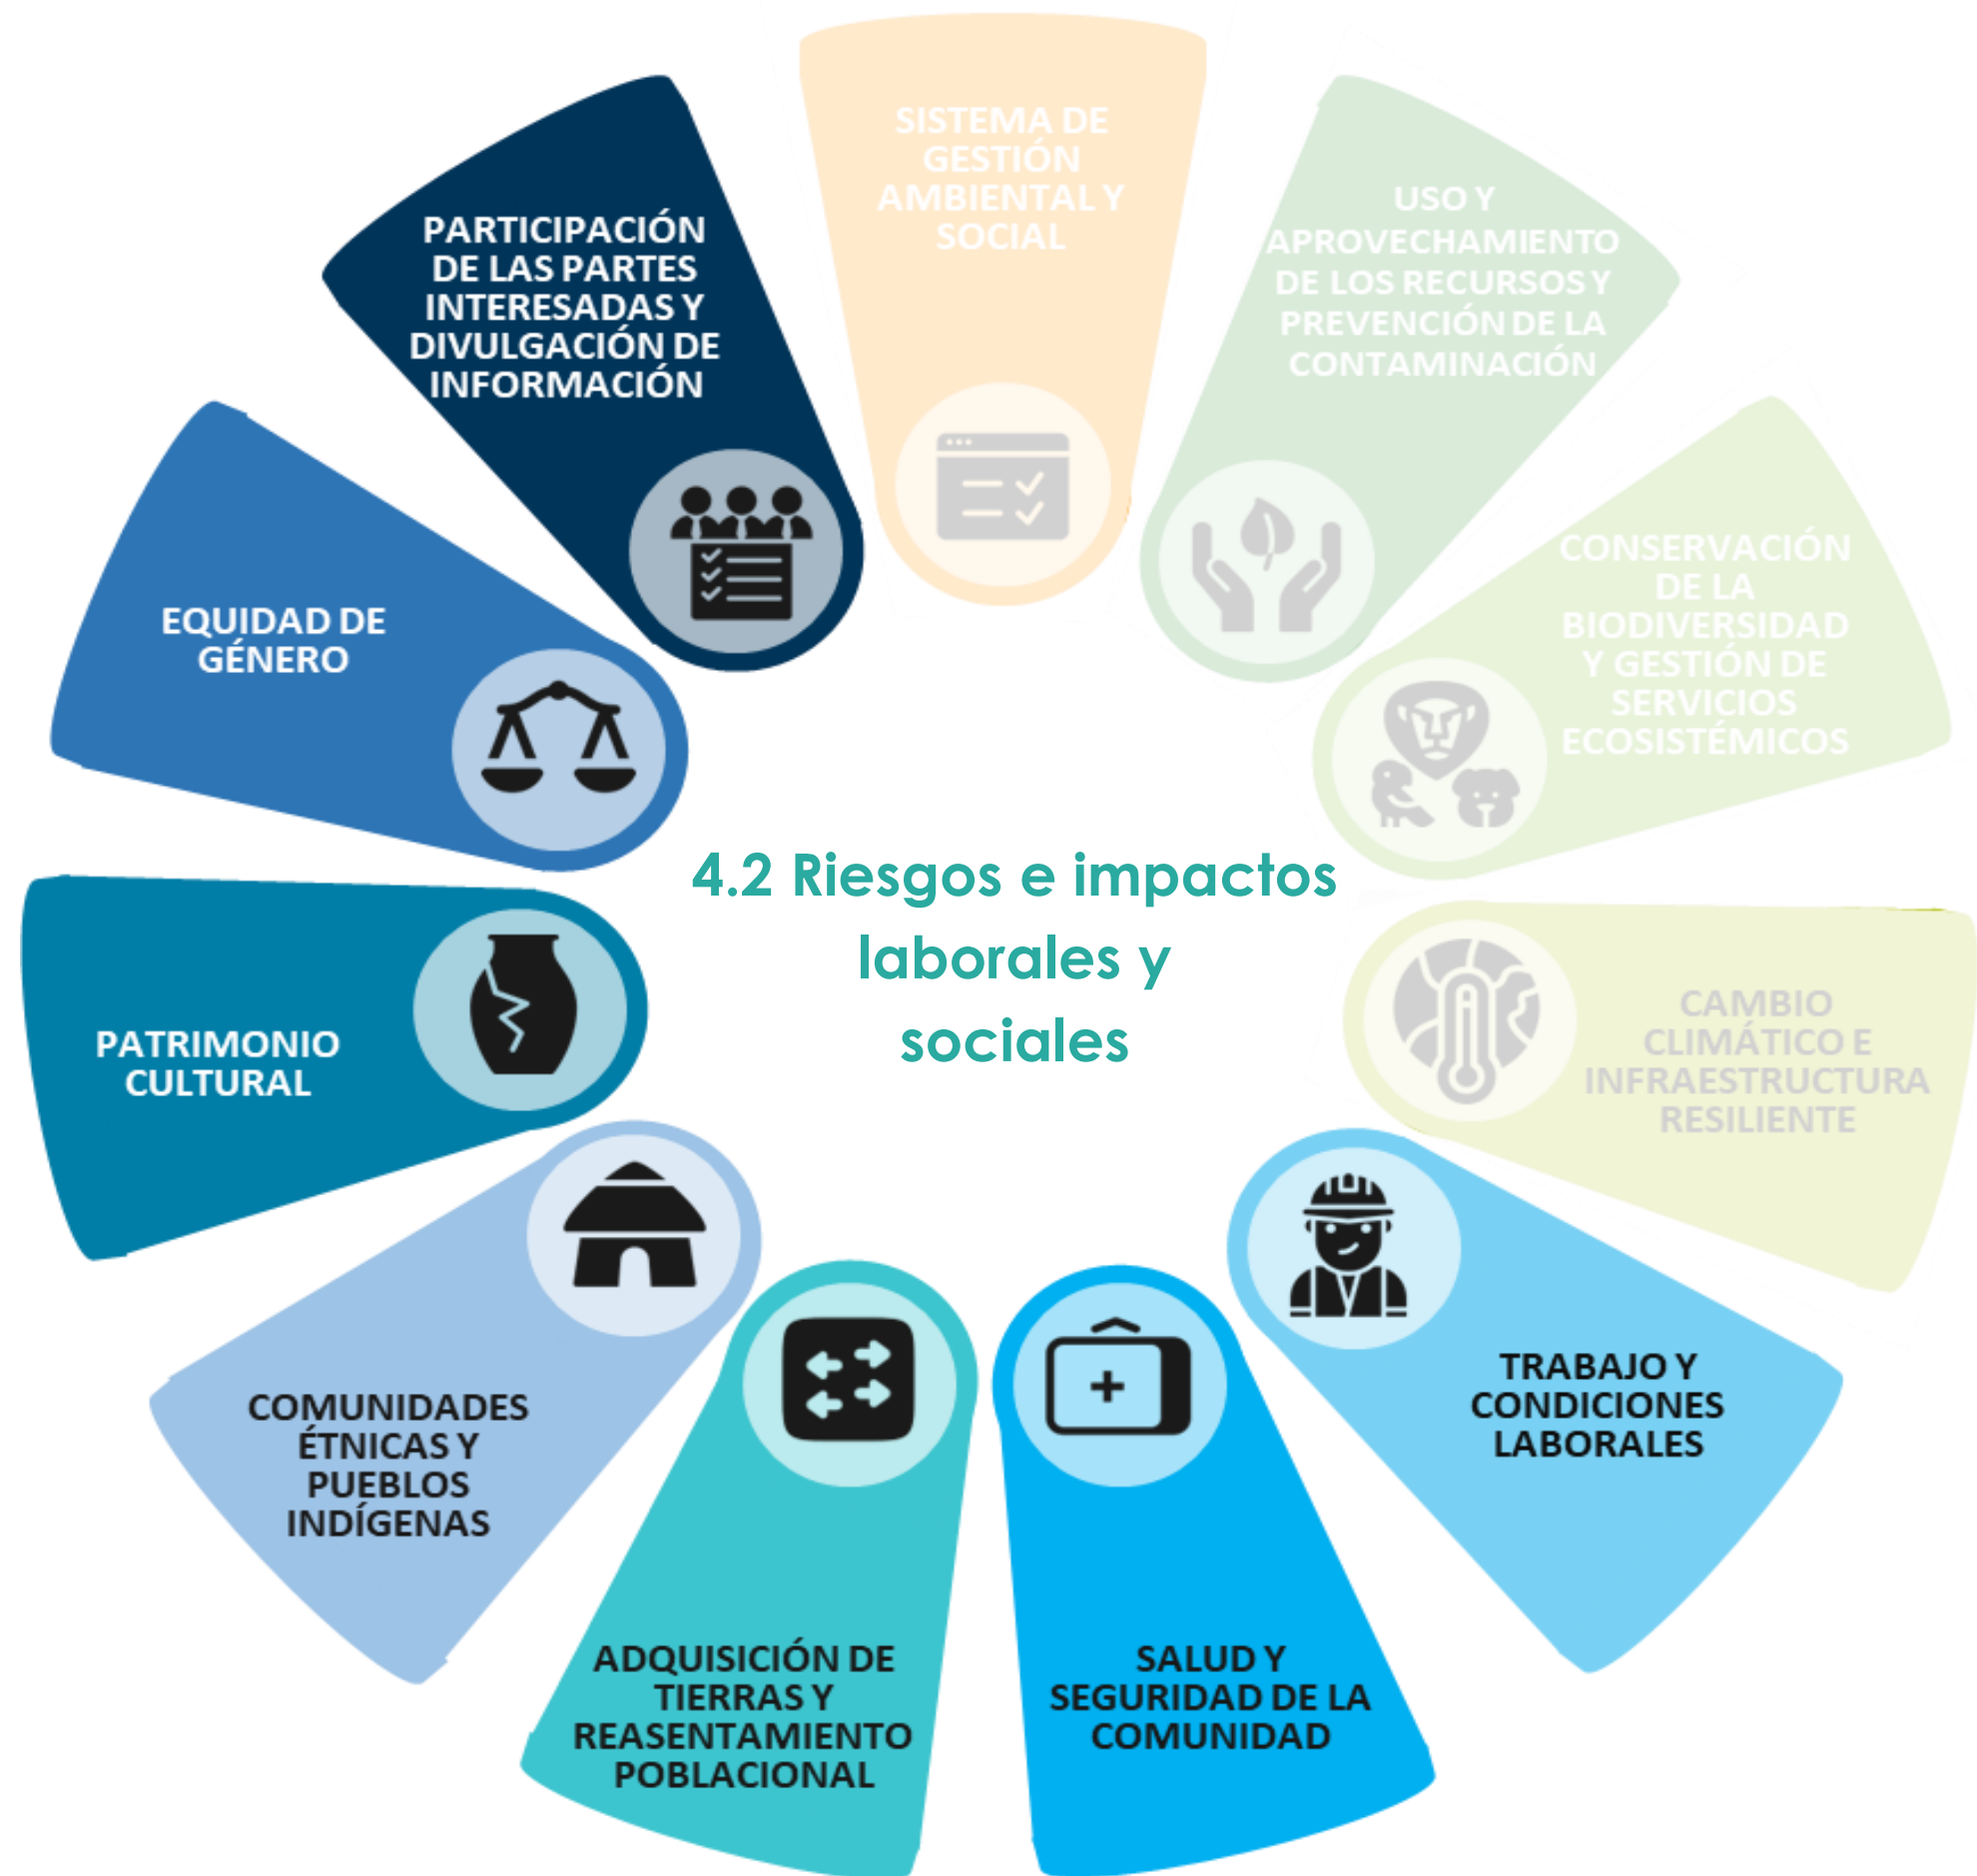 SISTEMA DE
GESTIÓN
AMBIENTAL Y
SOCIAL
USO Y
APROVECHAMIENTO
DE LOS RECURSOS Y
PREVENCIÓN DE LA
CONTAMINACIÓN
CONSERVACIÓN
DE LA
BIODIVERSIDAD
Y GESTIÓN DE
SERVICIOS
ECOSISTÉMICOS
CAMBIO
CLIMÁTICO E
INFRAESTRUCTURA
RESILIENTE
TRABAJO Y
CONDICIONES
LABORALES
SALUD Y
SEGURIDAD DE LA
COMUNIDAD
ADQUISICIÓN DE
TIERRAS Y
REASENTAMIENTO
POBLACIONAL
COMUNIDADES
ÉTNICAS Y
PUEBLOS
INDÍGENAS
PATRIMONIO
CULTURAL
EQUIDAD DE
GÉNERO
PARTICIPACIÓN
DE LAS PARTES
INTERESADAS Y
DIVULGACIÓN DE
INFORMACIÓN
4.2 Riesgos e impactos
laborales y
sociales